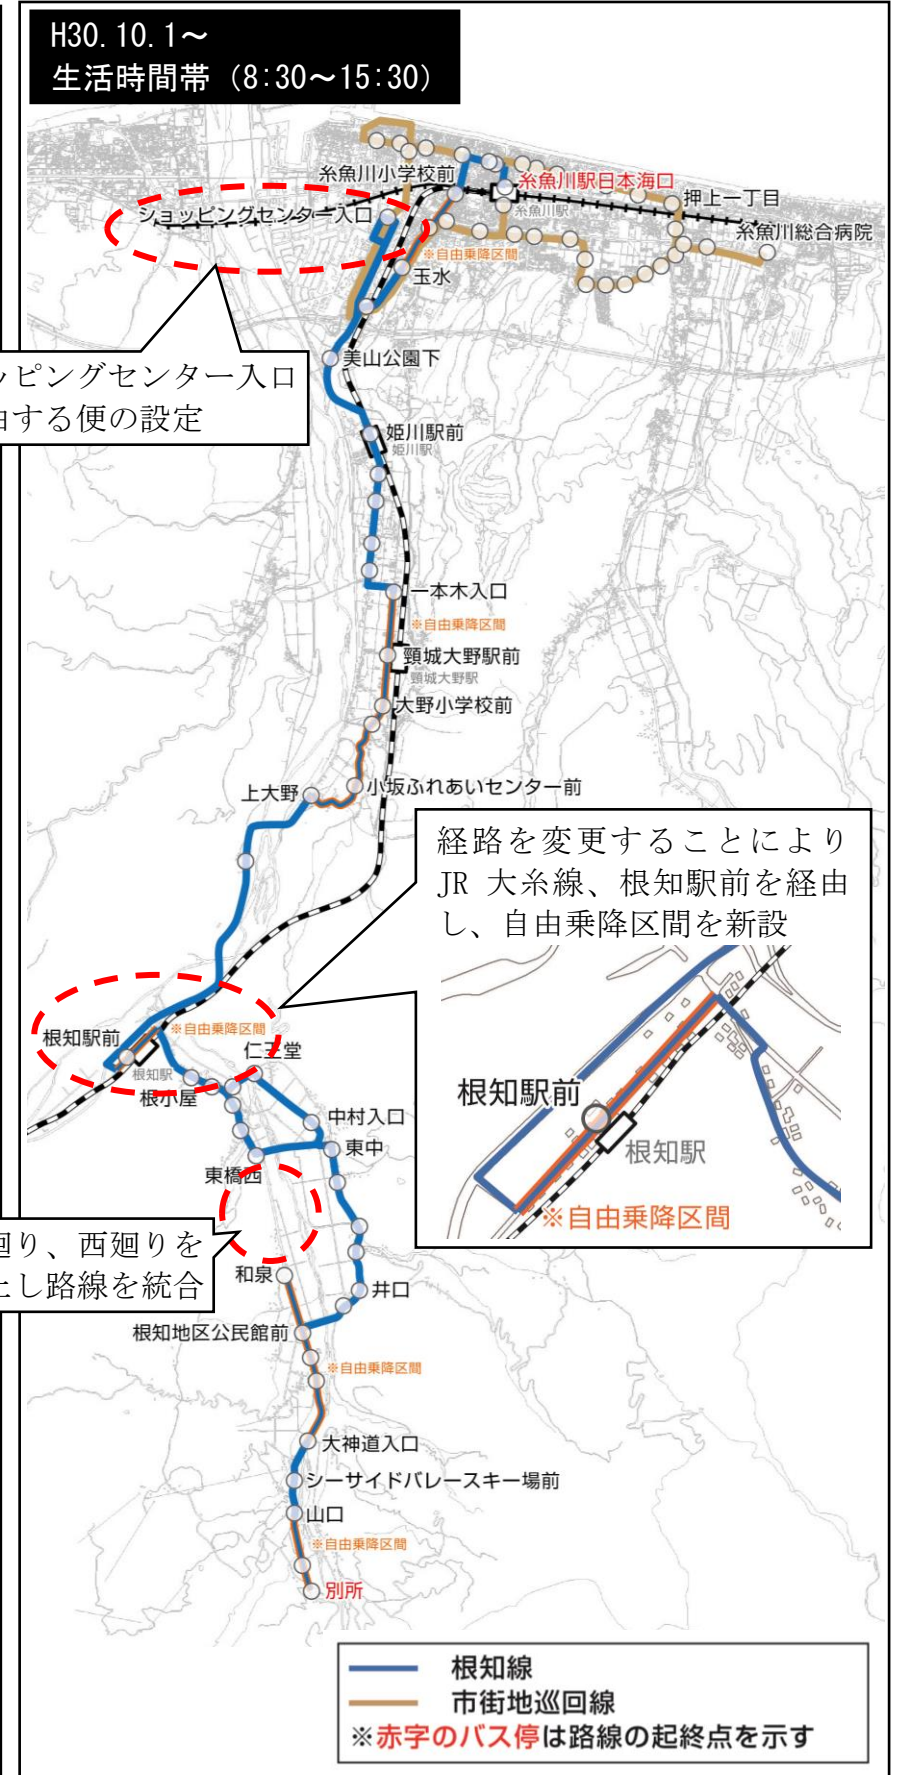 H30.10.1～
生活時間帯（8:30～15:30）
糸魚川小学校前
糸魚川駅日本海口
押上一丁目
ショッピングセンター入口
糸魚川駅
糸魚川総合病院
※自由乗降区間
玉水
美山公園下
ッピングセンター入口
由する便の設定
姫川駅前
姫川駅
一本木入口
※自由乗降区間
頸城大野駅前
頸城大野駅
大野小学校前
小坂ふれあいセンター前
上大野
経路を変更することにより
JR 大糸線、根知駅前を経由
し、自由乗降区間を新設
根知駅前
根知駅
※自由乗降区間
※自由乗降区間
根知駅前
根知駅
仁王堂
根小屋
中村入口
東中
東橋西
廻り、西廻りを
止し路線を統合
和泉
井口
根知地区公民館前
※自由乗降区間
大神道入口
シーサイドバレースキー場前
山口
※自由乗降区間
別所
根知線
市街地巡回線
※赤字のバス停は路線の起終点を示す